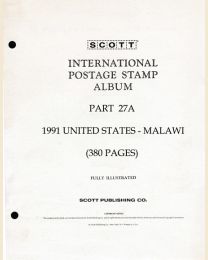 SCOTT
INTERNATIONAL
POSTAGE STAMP
ALBUM
PART 27A
1991 UNITED STATES - MALAWI
(380 PAGES)
FULLY ILLUSTRATED
SCOTT PUBLISHING CO.